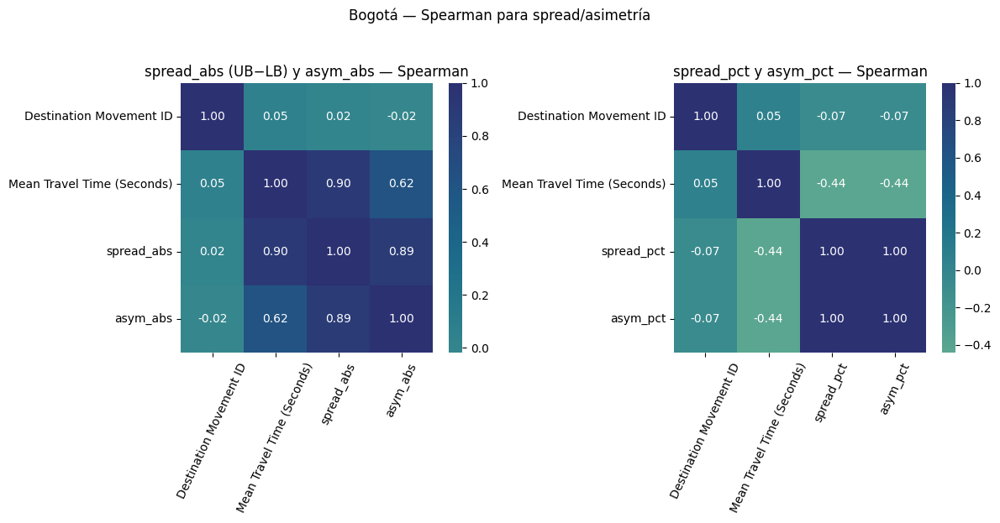 Bogotá — Spearman para spread/asimetría
spread_abs (UB−LB) y asym_abs — Spearman
Destination Movement ID 1.00 0.05 0.02 -0.02
Mean Travel Time (Seconds) 0.05 1.00 0.90 0.62
spread_abs 0.02 0.90 1.00 0.89
asym_abs -0.02 0.62 0.89 1.00
Destination Movement ID
Mean Travel Time (Seconds)
spread_abs
asym_abs
1.0
0.8
0.6
0.4
0.2
0.0
spread_pct y asym_pct — Spearman
Destination Movement ID 1.00 0.05 -0.07 -0.07
Mean Travel Time (Seconds) 0.05 1.00 -0.44 -0.44
spread_pct -0.07 -0.44 1.00 1.00
asym_pct -0.07 -0.44 1.00 1.00
Destination Movement ID
Mean Travel Time (Seconds)
spread_pct
asym_pct
1.0
0.8
0.6
0.4
0.2
0.0
−0.2
−0.4